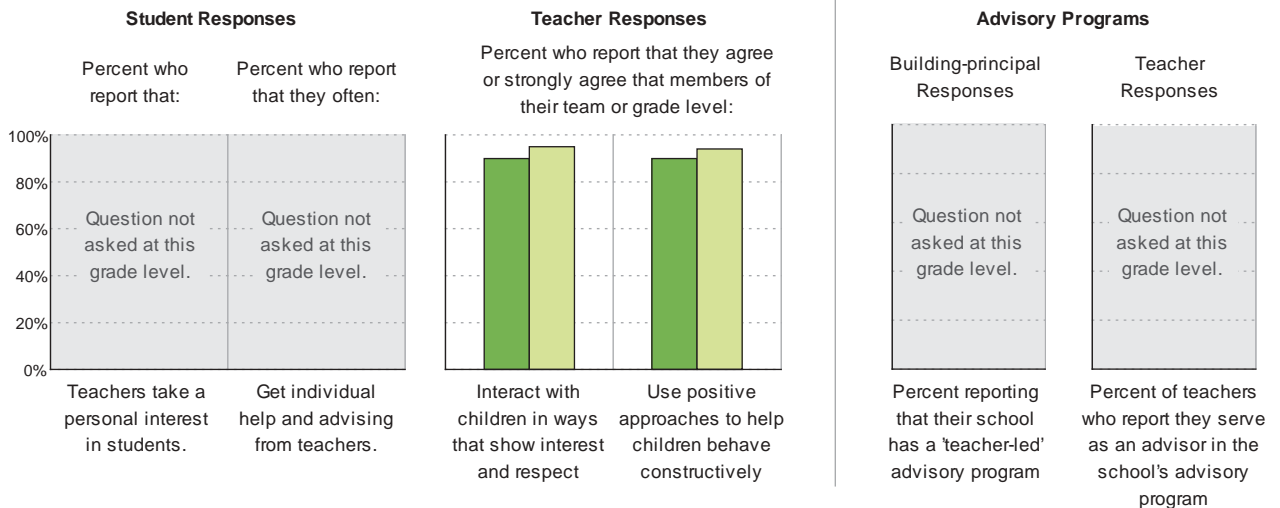 Student Responses
Percent who
report that:
Percent who report
that they often:
100%
80%
60%
40%
20%
0%
Question not
asked at this
grade level.
Question not
asked at this
grade level.
Teachers take a
personal interest
in students.
Get individual
help and advising
from teachers.
Teacher Responses
Percent who report that they agree
or strongly agree that members of
their team or grade level:
Interact with
children in ways
that show interest
and respect
Use positive
approaches to help
children behave
constructively
Advisory Programs
Building-principal
Responses
Question not
asked at this
grade level.
Percent reporting
that their school
has a 'teacher-led'
advisory program
Teacher
Responses
Question not
asked at this
grade level.
Percent of teachers
who report they serve
as an advisor in the
school's advisory
program